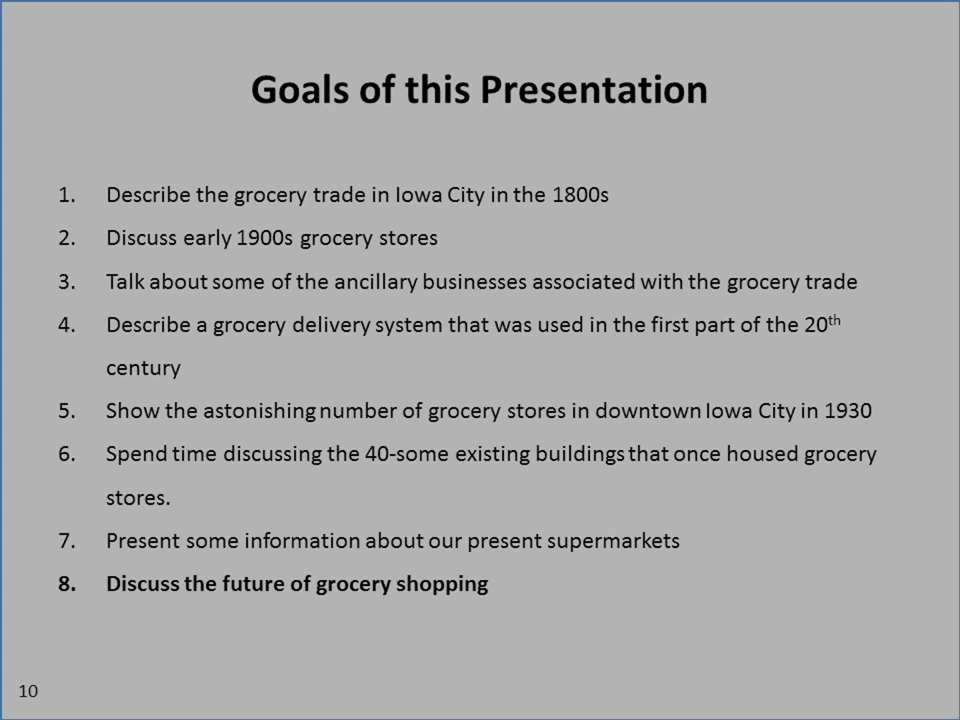 Goals of this Presentation
1. Describe the grocery trade in Iowa City in the 1800s
2. Discuss early 1900s grocery stores
3. Talk about some of the ancillary businesses associated with the grocery trade
4. Describe a grocery delivery system that was used in the first part of the 20th
century
5. Show the astonishing number of grocery stores in downtown Iowa City in 1930
6. Spend time discussing the 40-some existing buildings that once housed grocery
stores.
7. Present some information about our present supermarkets
8. Discuss the future of grocery shopping
10